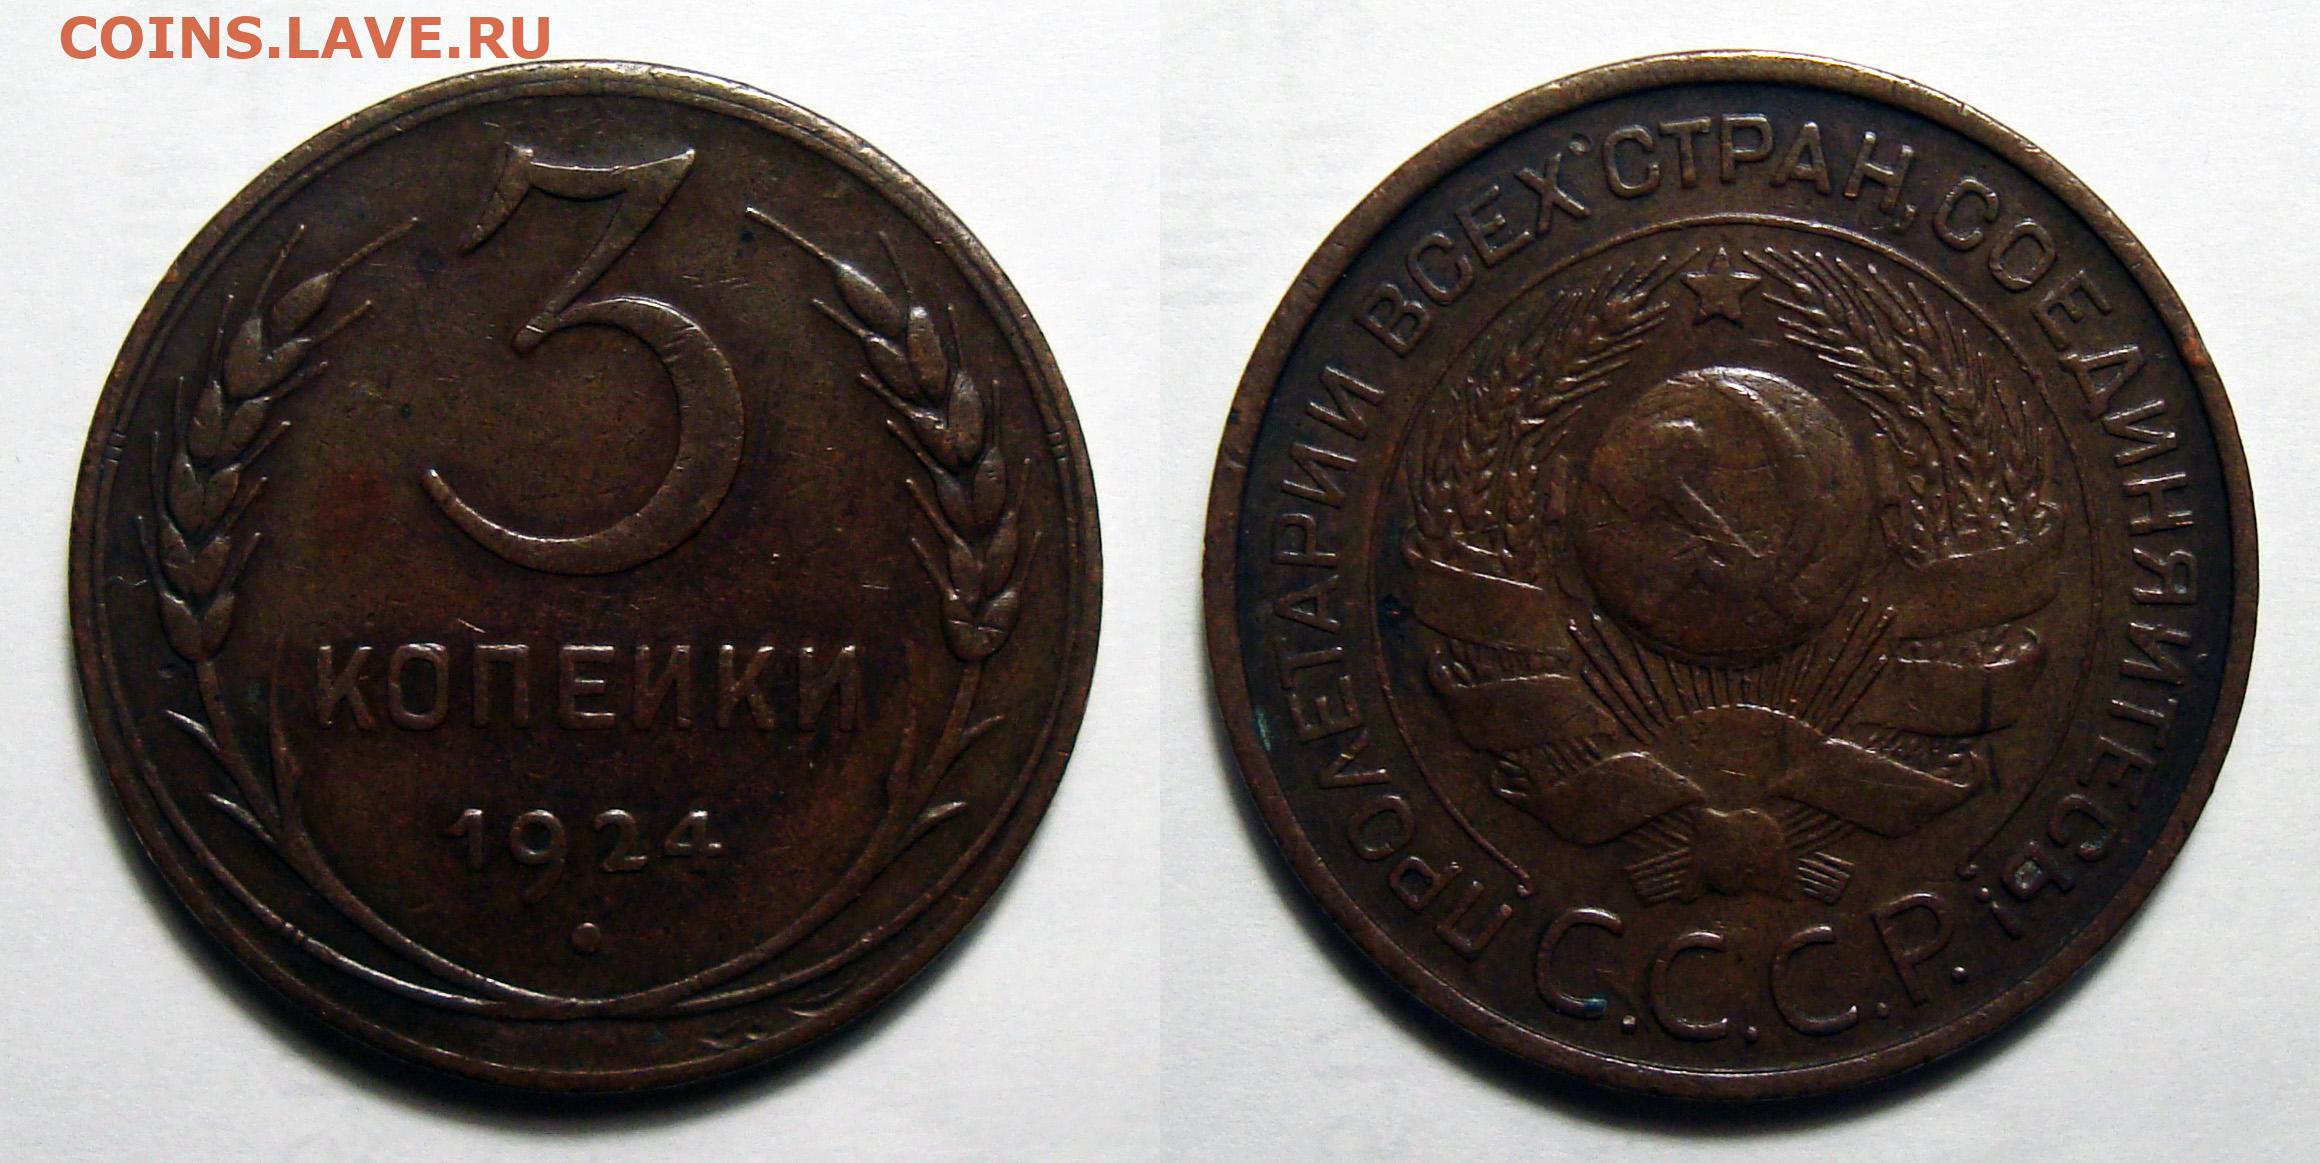 COINS.LAVE.RU
3
КОПЕЙКИ
1924
ПРОЛЕТАРИИ ВСЕХ СТРАН, СОЕДИНЯЙТЕСЬ!
С.С.С.Р.